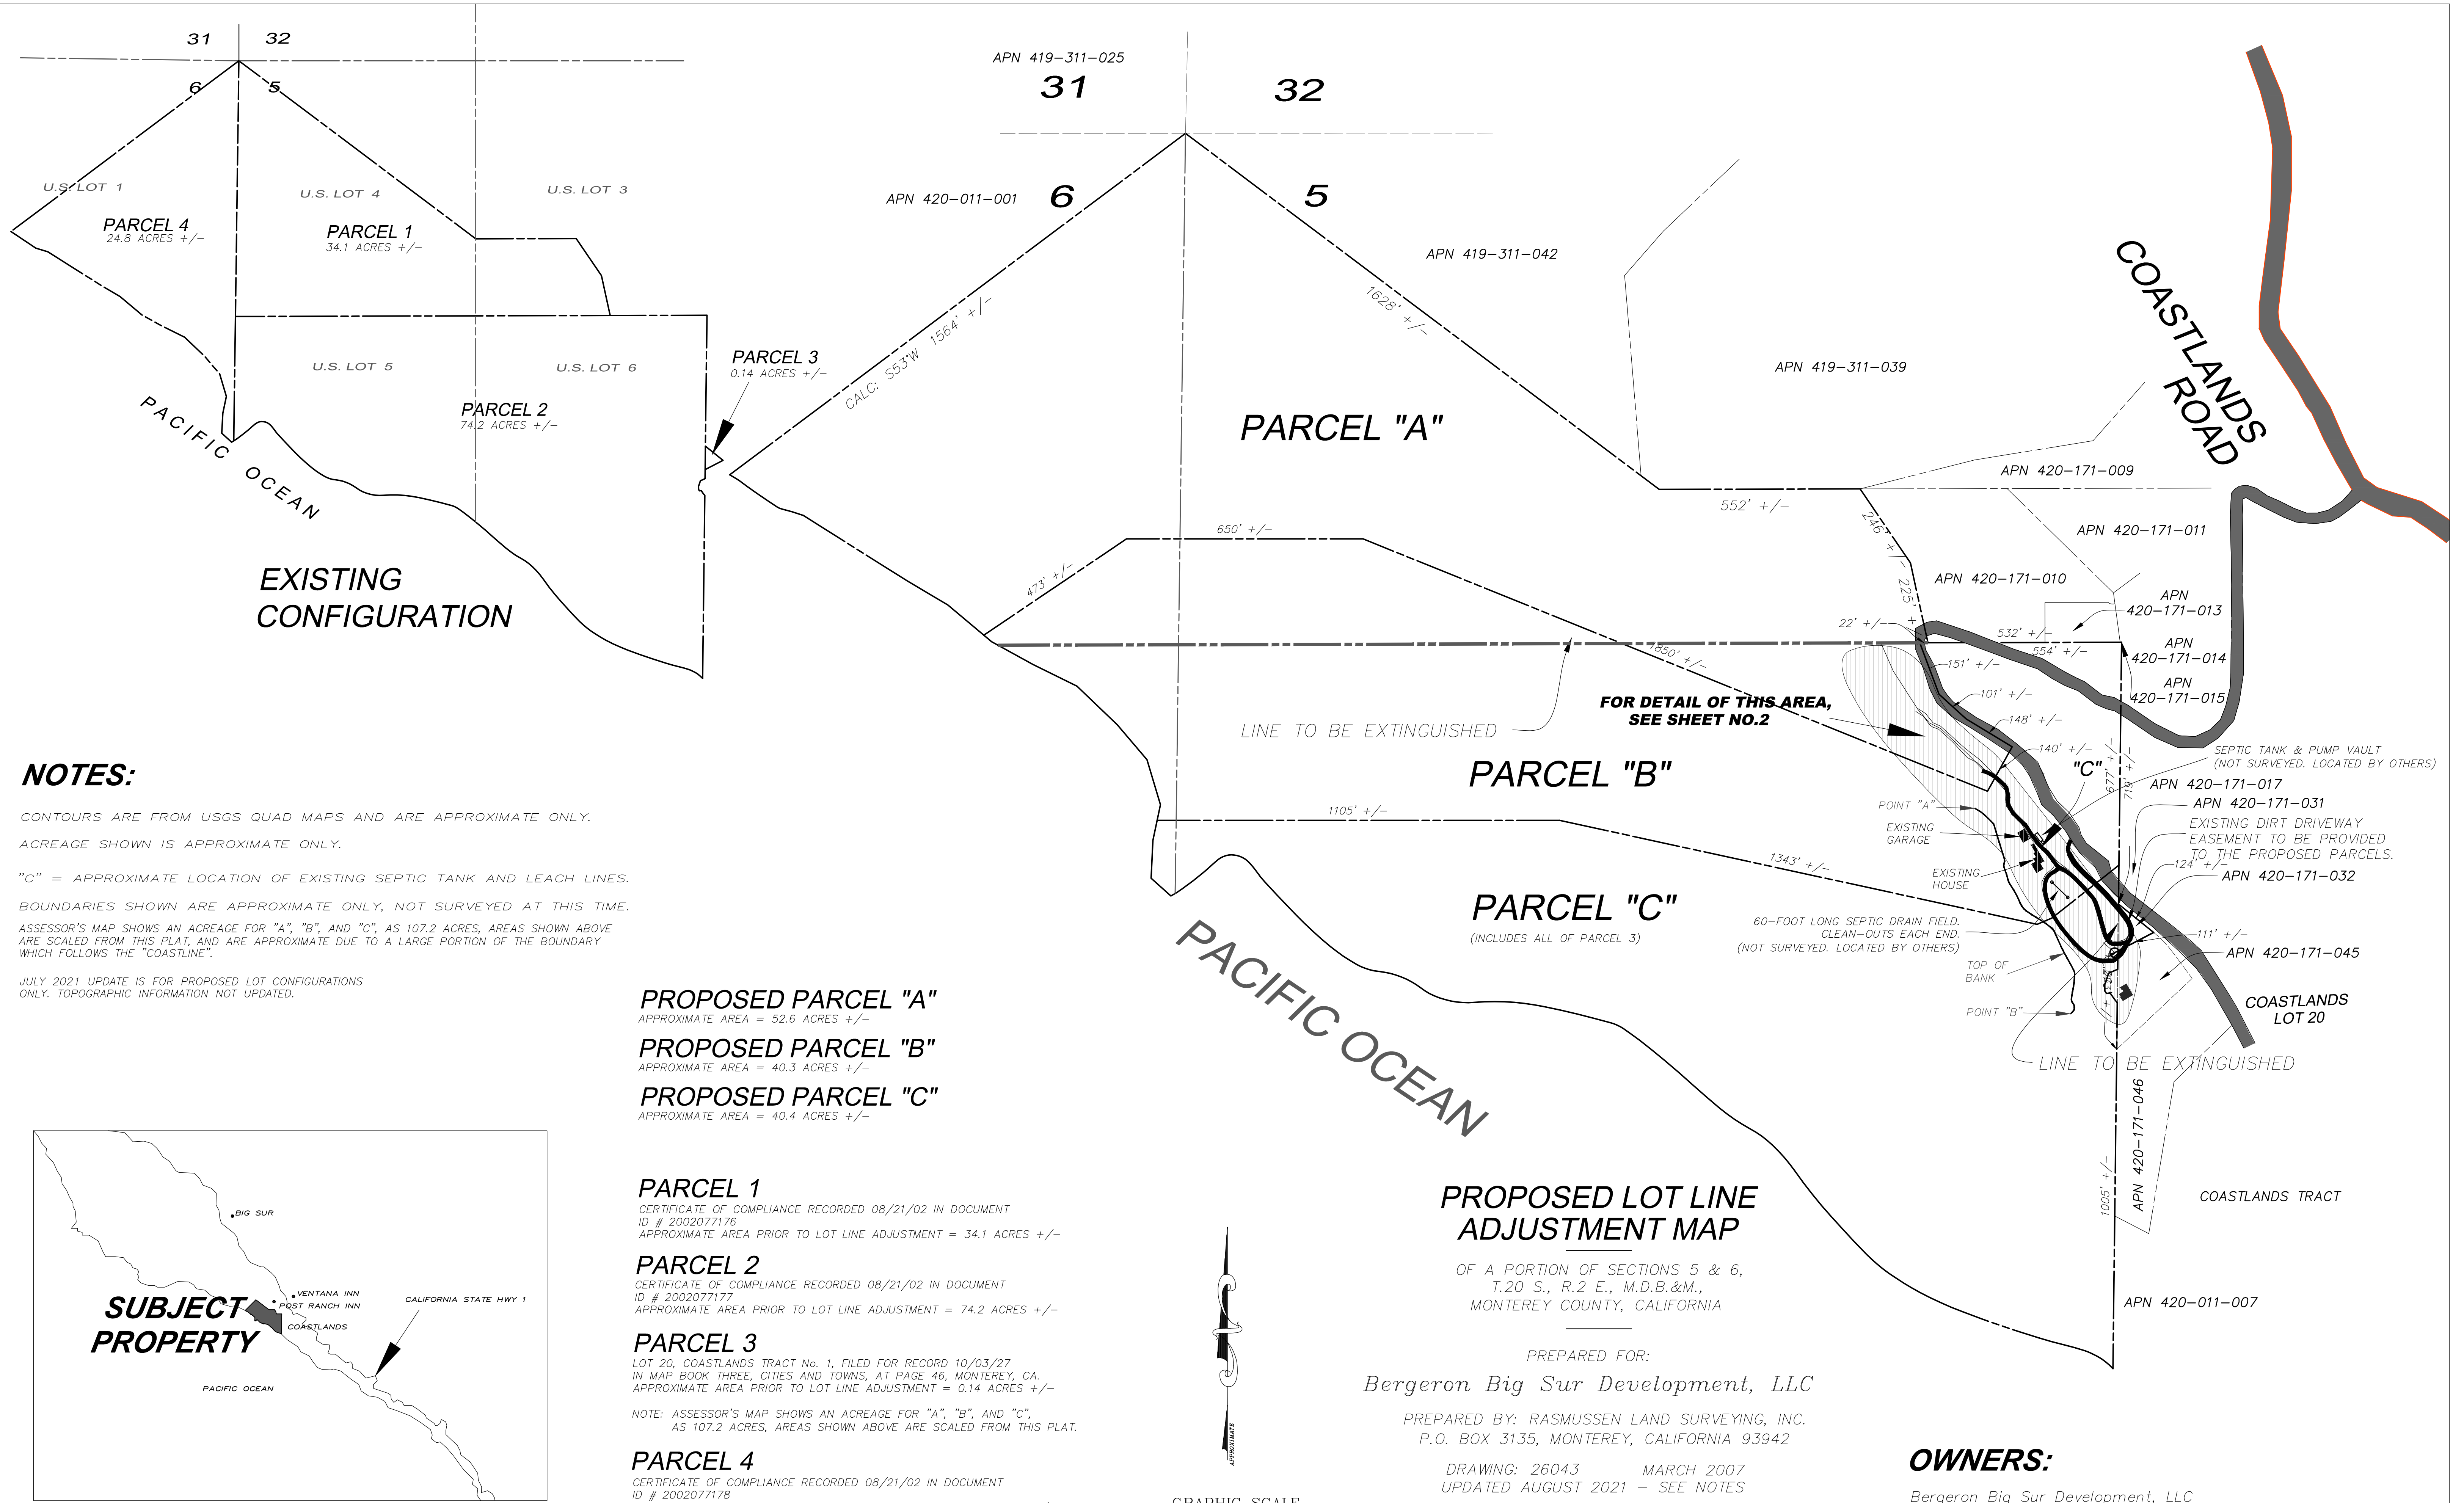 31
32
6
5
U.S. LOT 1
U.S. LOT 4
U.S. LOT 3
PARCEL 4
24.8 ACRES +/-
PARCEL 1
34.1 ACRES +/-
U.S. LOT 5
U.S. LOT 6
PARCEL 3
0.14 ACRES +/-
PARCEL 2
74.2 ACRES +/-
PACIFIC OCEAN
EXISTING
CONFIGURATION
APN 419-311-025
31
32
APN 420-011-001
6
5
APN 419-311-042
CALC: S53°W 1564' +/-
1628' +/-
APN 419-311-039
COASTLANDS
ROAD
PARCEL "A"
APN 420-171-009
552' +/-
246' +/-
225' +
APN 420-171-011
650' +/-
473' +/-
APN 420-171-010
APN
420-171-013
22' +/-
532' +/-
554' +/-
APN
420-171-014
1850' +/-
151' +/-
APN
420-171-015
101' +/-
FOR DETAIL OF THIS AREA,
SEE SHEET NO.2
148' +/-
LINE TO BE EXTINGUISHED
140' +/-
"C"
677' +/-
719' +/-
SEPTIC TANK & PUMP VAULT
(NOT SURVEYED. LOCATED BY OTHERS)
PARCEL "B"
APN 420-171-017
1105' +/-
POINT "A"
APN 420-171-031
EXISTING
GARAGE
EXISTING DIRT DRIVEWAY
EASEMENT TO BE PROVIDED
TO THE PROPOSED PARCELS.
1343' +/-
124' +/-
EXISTING
HOUSE
APN 420-171-032
PARCEL "C"
(INCLUDES ALL OF PARCEL 3)
60-FOOT LONG SEPTIC DRAIN FIELD.
CLEAN-OUTS EACH END.
(NOT SURVEYED. LOCATED BY OTHERS)
111' +/-
APN 420-171-045
TOP OF
BANK
COASTLANDS
LOT 20
POINT "B"
LINE TO BE EXTINGUISHED
PACIFIC OCEAN
APN 420-171-046
1005' +/-
COASTLANDS TRACT
APN 420-011-007
NOTES:
CONTOURS ARE FROM USGS QUAD MAPS AND ARE APPROXIMATE ONLY.
ACREAGE SHOWN IS APPROXIMATE ONLY.
"C" = APPROXIMATE LOCATION OF EXISTING SEPTIC TANK AND LEACH LINES.
BOUNDARIES SHOWN ARE APPROXIMATE ONLY, NOT SURVEYED AT THIS TIME.
ASSESSOR'S MAP SHOWS AN ACREAGE FOR "A", "B", AND "C", AS 107.2 ACRES, AREAS SHOWN ABOVE
ARE SCALED FROM THIS PLAT, AND ARE APPROXIMATE DUE TO A LARGE PORTION OF THE BOUNDARY
WHICH FOLLOWS THE "COASTLINE".
JULY 2021 UPDATE IS FOR PROPOSED LOT CONFIGURATIONS
ONLY. TOPOGRAPHIC INFORMATION NOT UPDATED.
PROPOSED PARCEL "A"
APPROXIMATE AREA = 52.6 ACRES +/-
PROPOSED PARCEL "B"
APPROXIMATE AREA = 40.3 ACRES +/-
PROPOSED PARCEL "C"
APPROXIMATE AREA = 40.4 ACRES +/-
PARCEL 1
CERTIFICATE OF COMPLIANCE RECORDED 08/21/02 IN DOCUMENT
ID # 2002077176
APPROXIMATE AREA PRIOR TO LOT LINE ADJUSTMENT = 34.1 ACRES +/-
PARCEL 2
CERTIFICATE OF COMPLIANCE RECORDED 08/21/02 IN DOCUMENT
ID # 2002077177
APPROXIMATE AREA PRIOR TO LOT LINE ADJUSTMENT = 74.2 ACRES +/-
PARCEL 3
LOT 20, COASTLANDS TRACT No. 1, FILED FOR RECORD 10/03/27
IN MAP BOOK THREE, CITIES AND TOWNS, AT PAGE 46, MONTEREY, CA.
APPROXIMATE AREA PRIOR TO LOT LINE ADJUSTMENT = 0.14 ACRES +/-
NOTE: ASSESSOR'S MAP SHOWS AN ACREAGE FOR "A", "B", AND "C",
AS 107.2 ACRES, AREAS SHOWN ABOVE ARE SCALED FROM THIS PLAT.
PARCEL 4
CERTIFICATE OF COMPLIANCE RECORDED 08/21/02 IN DOCUMENT
ID # 2002077178
BIG SUR
VENTANA INN
POST RANCH INN
CALIFORNIA STATE HWY 1
SUBJECT
PROPERTY
COASTLANDS
PACIFIC OCEAN
APPROXIMATE
GRAPHIC SCALE
PROPOSED LOT LINE
ADJUSTMENT MAP
OF A PORTION OF SECTIONS 5 & 6,
T.20 S., R.2 E., M.D.B.&M.,
MONTEREY COUNTY, CALIFORNIA
PREPARED FOR:
Bergeron Big Sur Development, LLC
PREPARED BY: RASMUSSEN LAND SURVEYING, INC.
P.O. BOX 3135, MONTEREY, CALIFORNIA 93942
DRAWING: 26043 MARCH 2007
UPDATED AUGUST 2021 - SEE NOTES
OWNERS:
Bergeron Big Sur Development, LLC